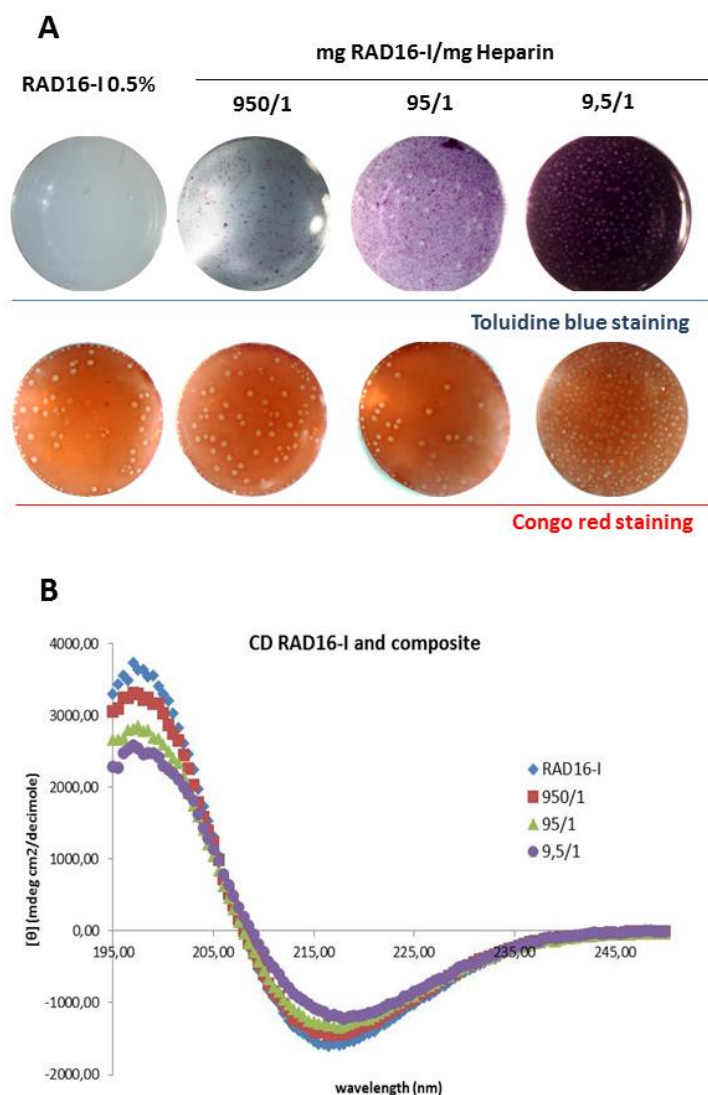 A
mg RAD16-I/mg Heparin
RAD16-I 0.5%
950/1
95/1
9,5/1
Toluidine blue staining
Congo red staining
B
CD RAD16-I and composite
4000,00
3000,00
2000,00
1000,00
0,00
-1000,00
-2000,00
[θ] (mdeg cm2/decimole)
195,00
205,00
215,00
225,00
235,00
245,00
wavelength (nm)
RAD16-I
950/1
95/1
9,5/1